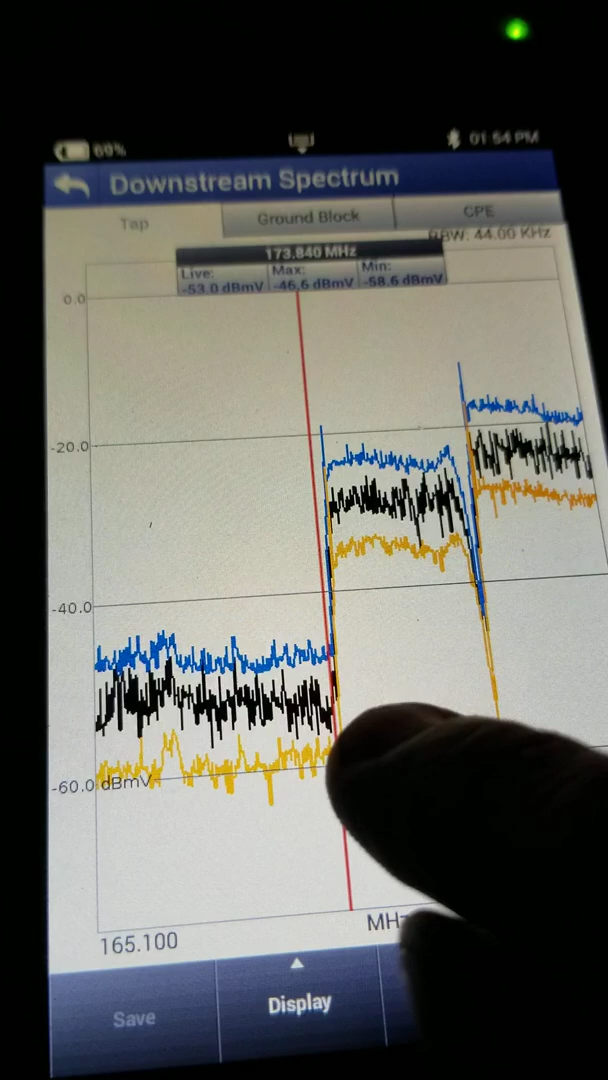 69%
01:54 PM
Downstream Spectrum
Tap
Ground Block
CPE
RBW: 44.00 KHz
173.840 MHz
Live:
-53.0 dBmV
Max:
-46.6 dBmV
Min:
-58.6 dBmV
0.0
-20.0
-40.0
-60.0 dBmV
165.100
Save
Display